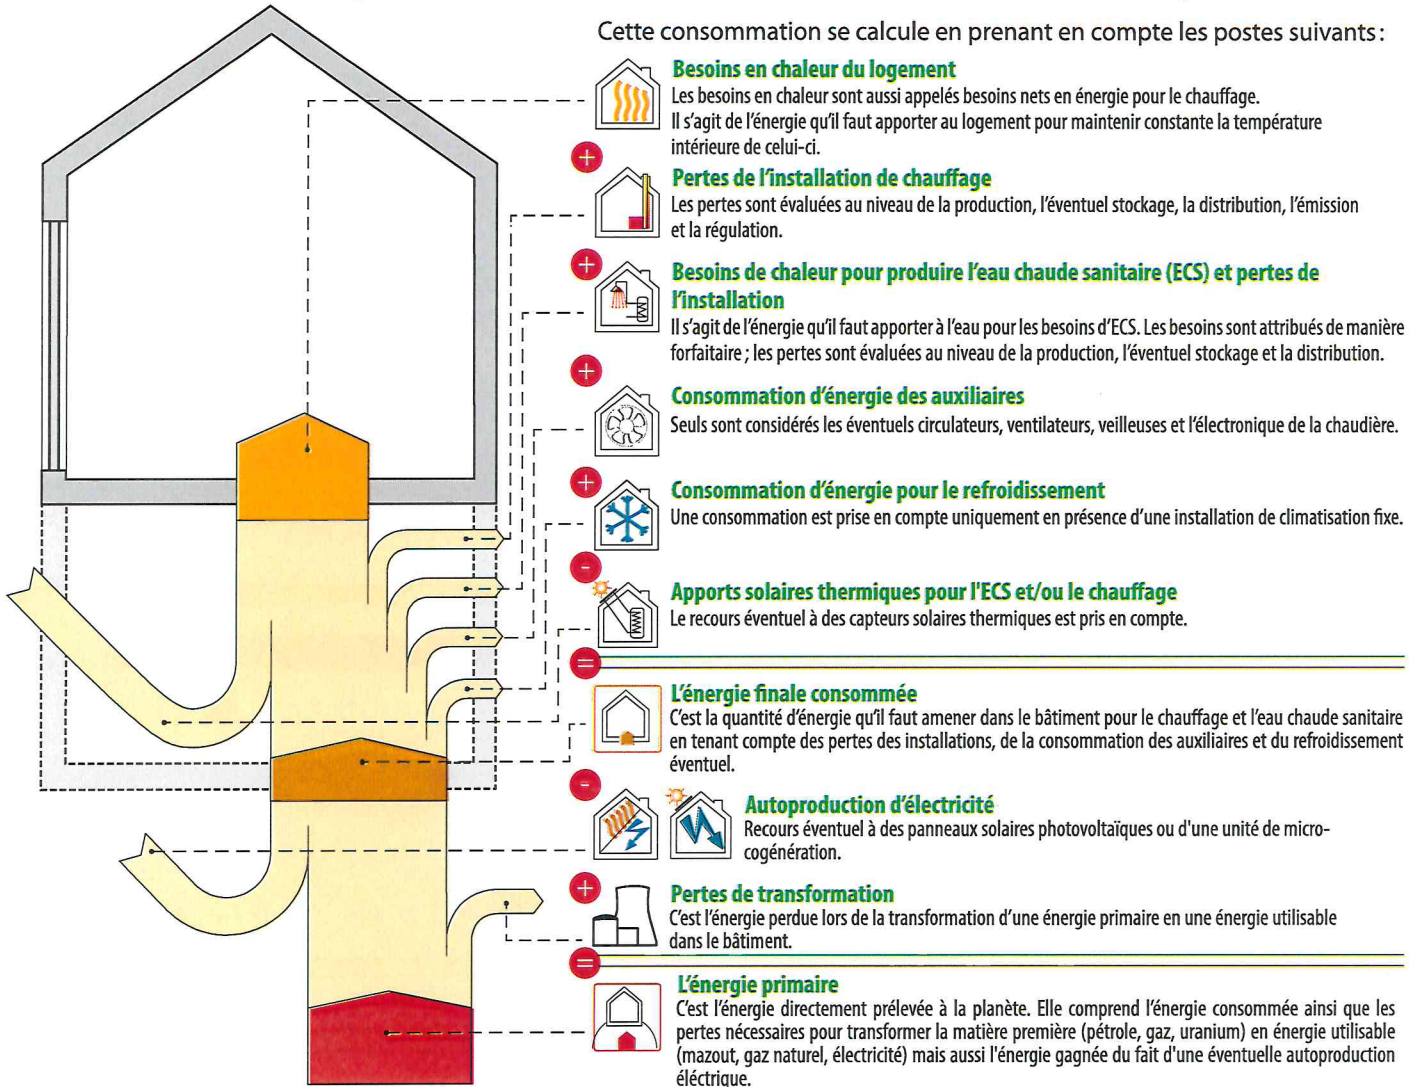 Cette consommation se calcule en prenant en compte les postes suivants :
Besoins en chaleur du logement
Les besoins en chaleur sont aussi appelés besoins nets en énergie pour le chauffage.
Il s'agit de l'énergie qu'il faut apporter au logement pour maintenir constante la température
intérieure de celui-ci.
+
Pertes de l'installation de chauffage
Les pertes sont évaluées au niveau de la production, l'éventuel stockage, la distribution, l'émission
et la régulation.
+
Besoins de chaleur pour produire l'eau chaude sanitaire (ECS) et pertes de
l'installation
Il s'agit de l'énergie qu'il faut apporter à l'eau pour les besoins d'ECS. Les besoins sont attribués de manière
forfaitaire ; les pertes sont évaluées au niveau de la production, l'éventuel stockage et la distribution.
+
Consommation d'énergie des auxiliaires
Seuls sont considérés les éventuels circulateurs, ventilateurs, veilleuses et l'électronique de la chaudière.
+
Consommation d'énergie pour le refroidissement
Une consommation est prise en compte uniquement en présence d'une installation de climatisation fixe.
-
Apports solaires thermiques pour l'ECS et/ou le chauffage
Le recours éventuel à des capteurs solaires thermiques est pris en compte.
=
L'énergie finale consommée
C'est la quantité d'énergie qu'il faut amener dans le bâtiment pour le chauffage et l'eau chaude sanitaire
en tenant compte des pertes des installations, de la consommation des auxiliaires et du refroidissement
éventuel.
-
Autoproduction d'électricité
Recours éventuel à des panneaux solaires photovoltaïques ou d'une unité de micro-
cogénération.
+
Pertes de transformation
C'est l'énergie perdue lors de la transformation d'une énergie primaire en une énergie utilisable
dans le bâtiment.
=
L'énergie primaire
C'est l'énergie directement prélevée à la planète. Elle comprend l'énergie consommée ainsi que les
pertes nécessaires pour transformer la matière première (pétrole, gaz, uranium) en énergie utilisable
(mazout, gaz naturel, électricité) mais aussi l'énergie gagnée du fait d'une éventuelle autoproduction
électrique.